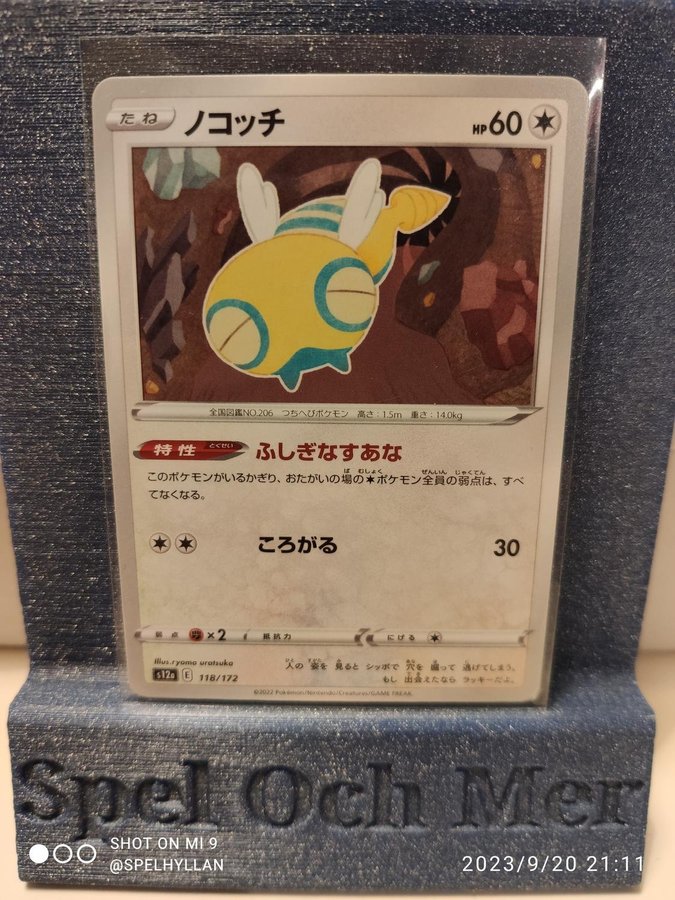 たね ノコッチ HP 60
全国図鑑NO.206 つちへびポケモン 高さ:1.5m 重さ:14.0kg
特性 とくせい ふしぎなすあな
このポケモンがいるかぎり、おたがいの場の ポケモン全員の弱点は、すべ
てなくなる。
ころがる 30
弱点 ×2 抵抗力 にげる
Illus. ryoma uratsuka
人の姿を見るとシッポで穴を掘って逃げてしまう。
s12a E 118/172
もし出会えたならラッキーだよ。
©2022 Pokémon/Nintendo/Creatures/GAME FREAK
Spel Och Mer
SHOT ON MI 9
@SPELHYLLAN
2023/9/20 21:11